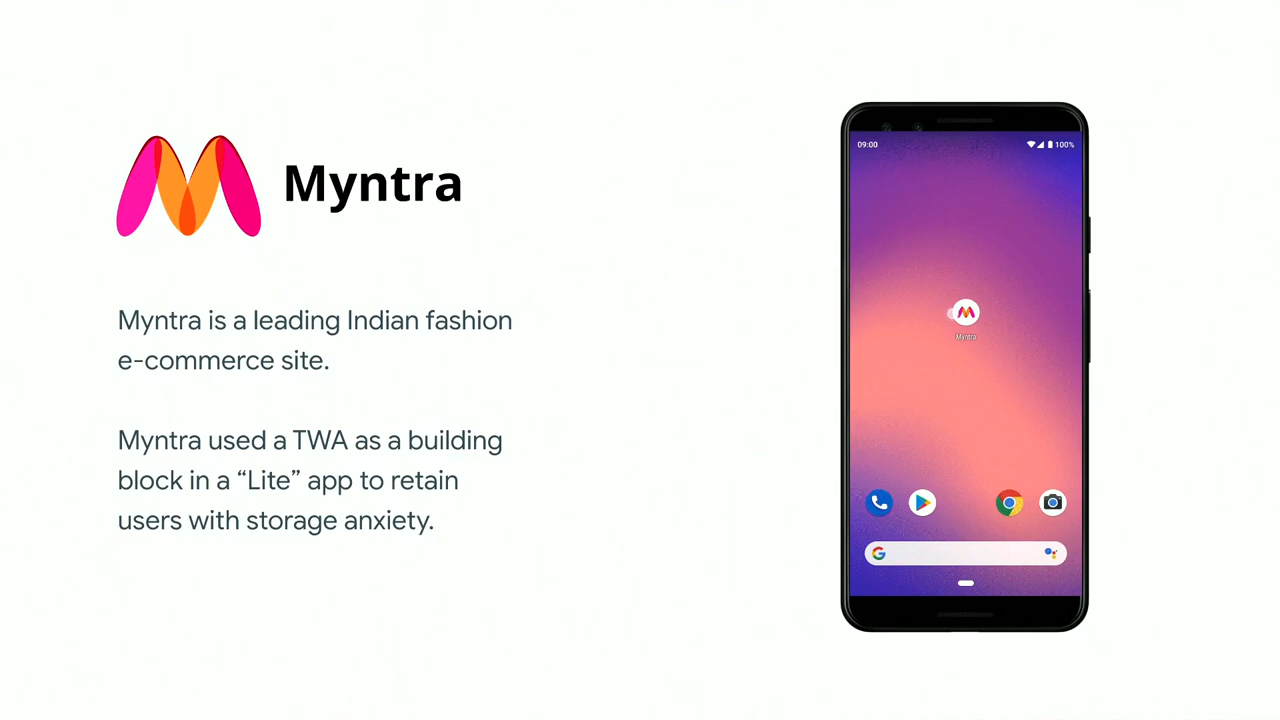 Myntra
Myntra is a leading Indian fashion
e-commerce site.
Myntra used a TWA as a building
block in a “Lite” app to retain
users with storage anxiety.
09:00
100%
Myntra